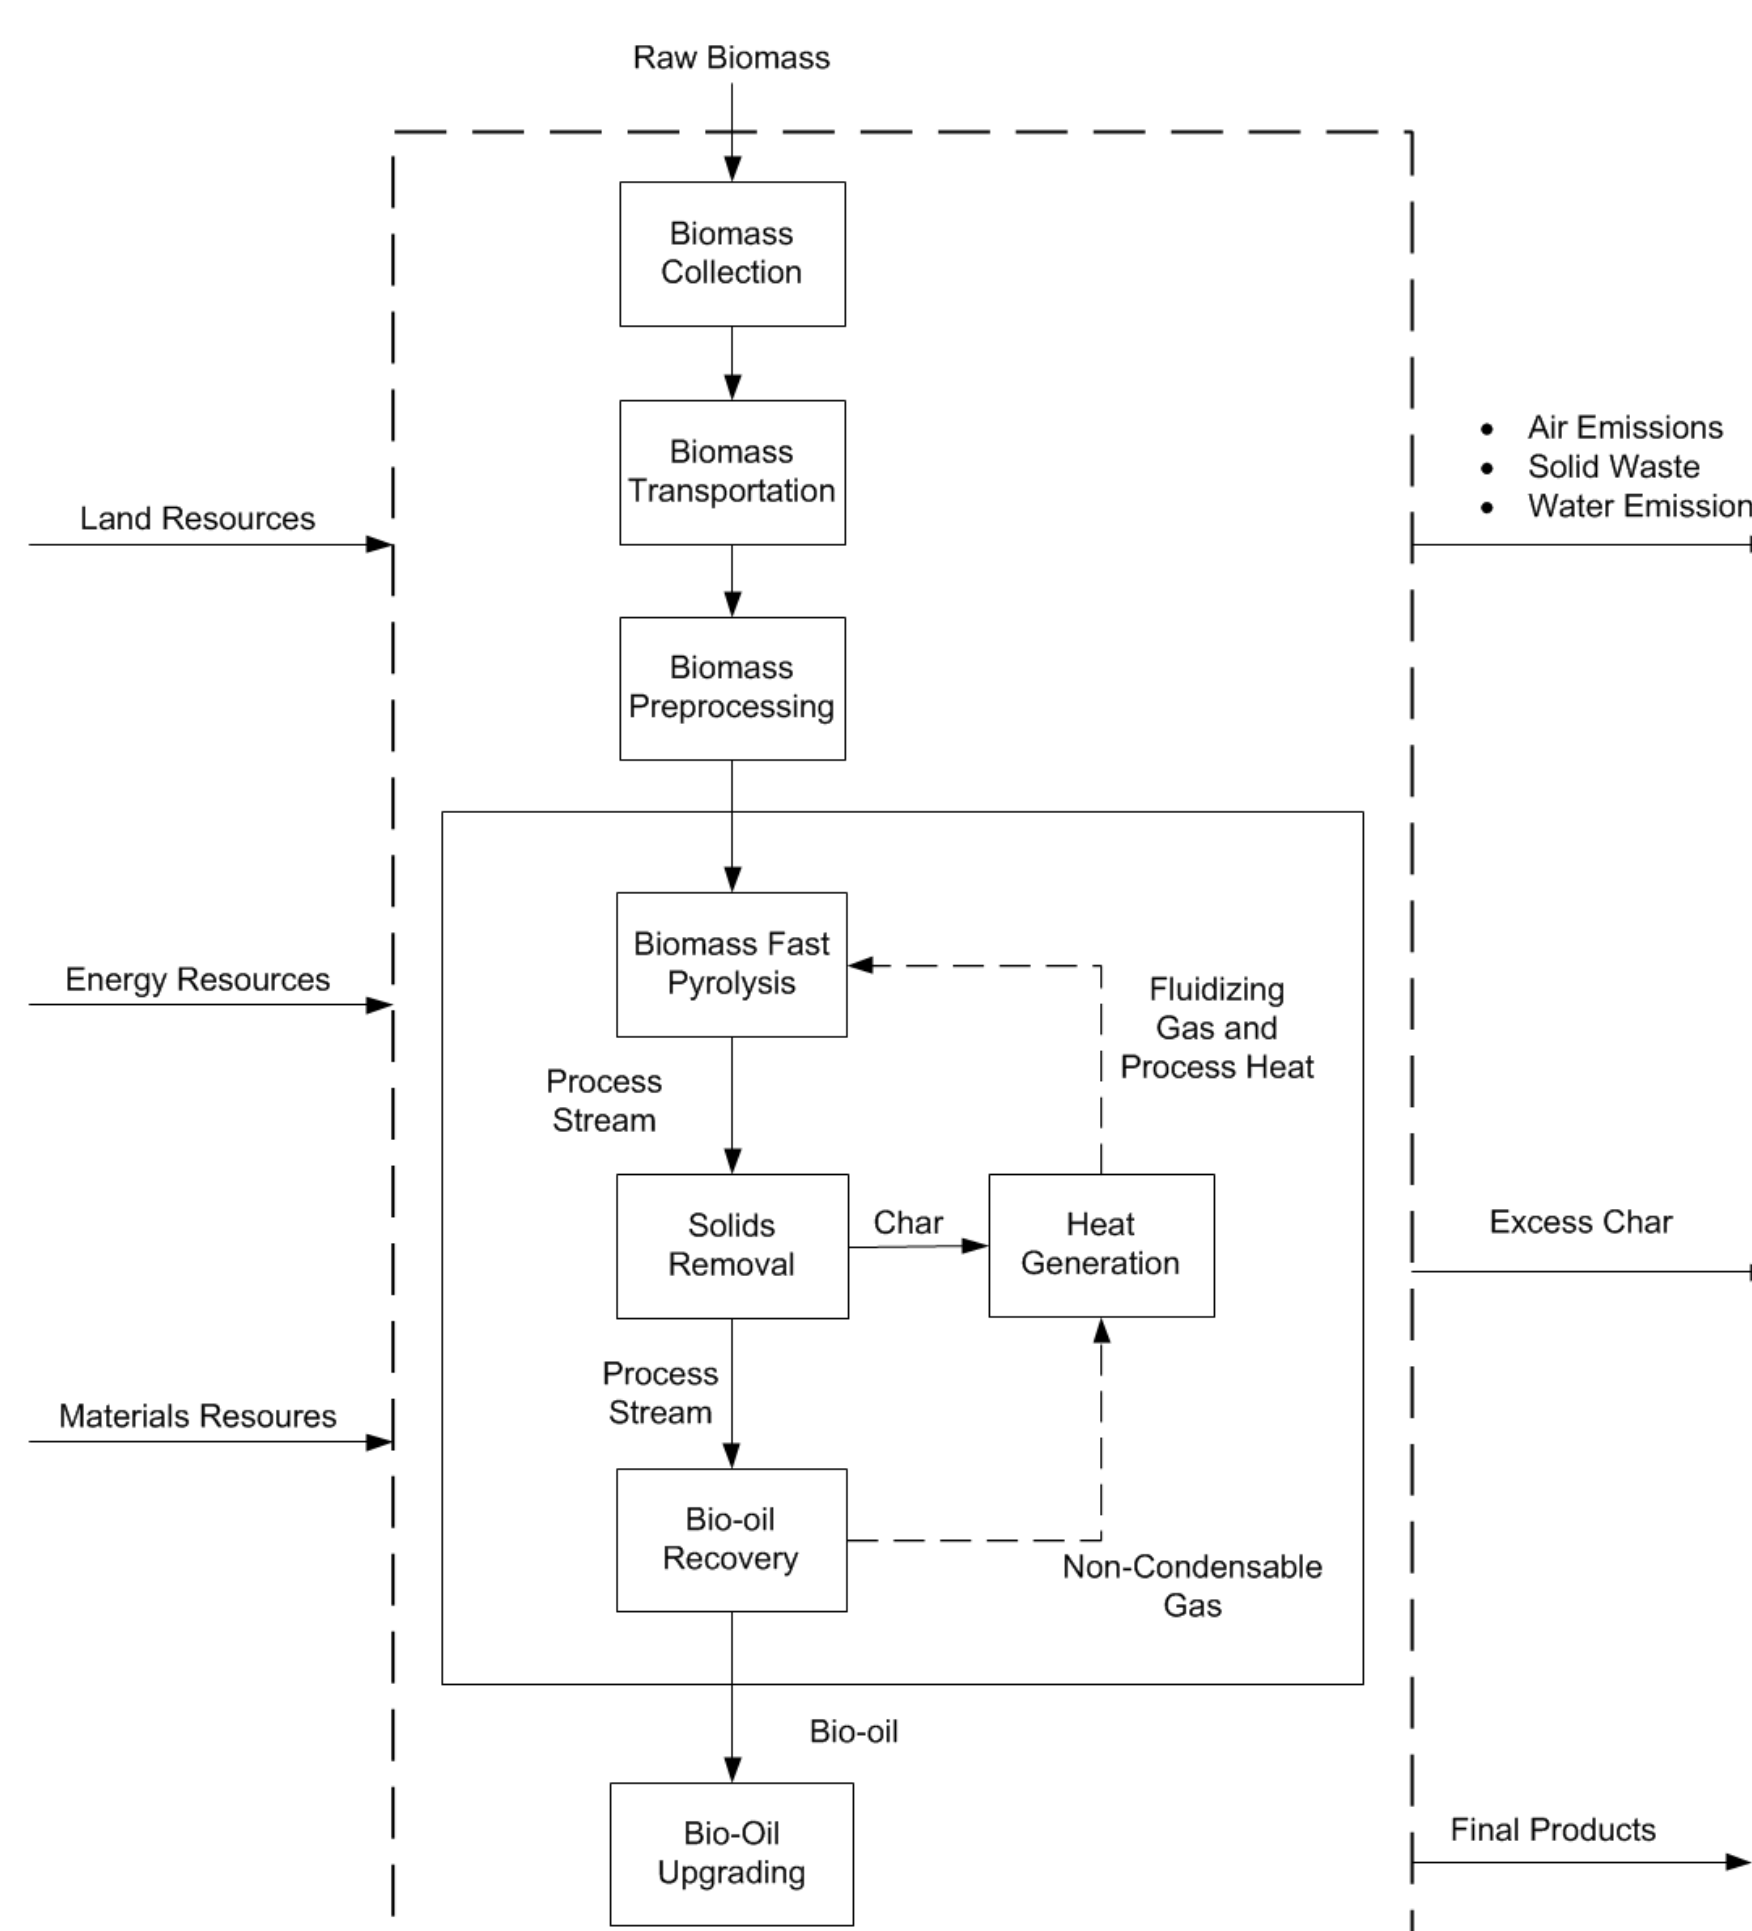 Raw Biomass
Biomass
Collection
Biomass
Transportation
• Air Emissions
• Solid Waste
• Water Emission
Land Resources
Biomass
Preprocessing
Biomass Fast
Pyrolysis
Energy Resources
Fluidizing
Gas and
Process Heat
Process
Stream
Solids
Removal
Char
Heat
Generation
Excess Char
Process
Stream
Materials Resoures
Bio-oil
Recovery
Non-Condensable
Gas
Bio-oil
Bio-Oil
Upgrading
Final Products